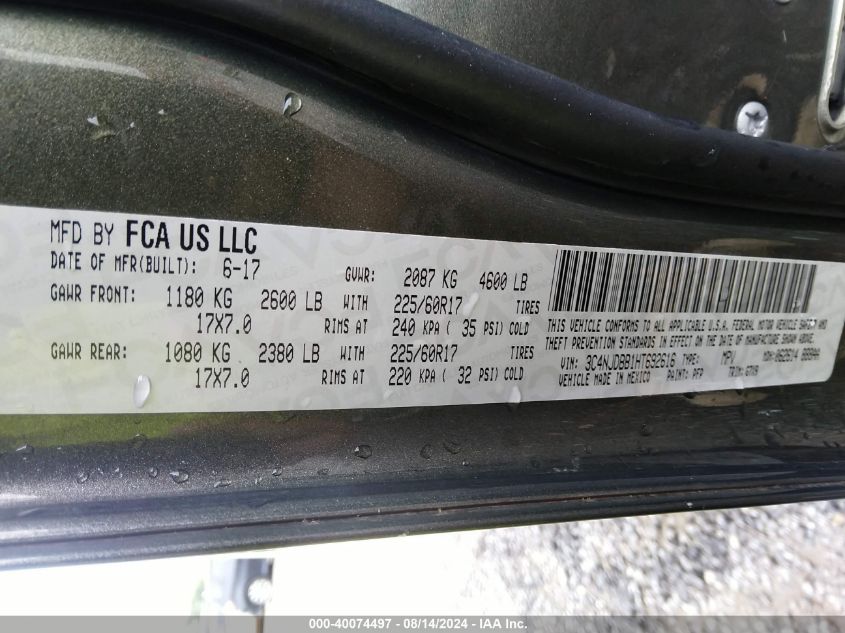 MFD BY FCA US LLC
DATE OF MFR(BUILT): 6-17 GVWR: 2087 KG 4600 LB
GAWR FRONT: 1180 KG 2600 LB WITH 225/60R17 TIRES
17X7.0 RIMS AT 240 KPA ( 35 PSI) COLD
GAWR REAR: 1080 KG 2380 LB WITH 225/60R17 TIRES
17X7.0 RIMS AT 220 KPA ( 32 PSI) COLD
THIS VEHICLE CONFORMS TO ALL APPLICABLE U.S.A. FEDERAL MOTOR VEHICLE SAFETY AND
THEFT PREVENTION STANDARDS IN EFFECT ON THE DATE OF MANUFACTURE SHOWN ABOVE.
VIN: 3C4NJDBB1HT692616 TYPE: MPV MDH: 062614
VEHICLE MADE IN MEXICO PAINT: PFP TRIM:
000-40074497 - 08/14/2024 - IAA Inc.